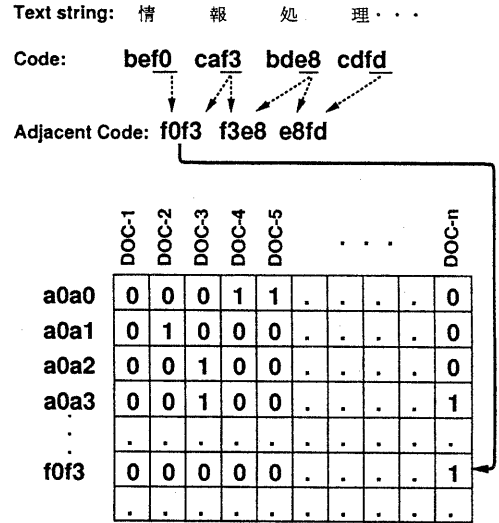 Text string: 情 報 処 理 · · ·
Code: bef0 caf3 bde8 cdfd
Adjacent Code: f0f3 f3e8 e8fd
DOC-1 DOC-2 DOC-3 DOC-4 DOC-5 . . . DOC-n
a0a0 0 0 0 1 1 . . . . 0
a0a1 0 1 0 0 0 . . . . 0
a0a2 0 0 1 0 0 . . . . 0
a0a3 0 0 1 0 0 . . . . 1
: . . . . . . . . . .
f0f3 0 0 0 0 0 . . . . 1
. . . . . . . . . .